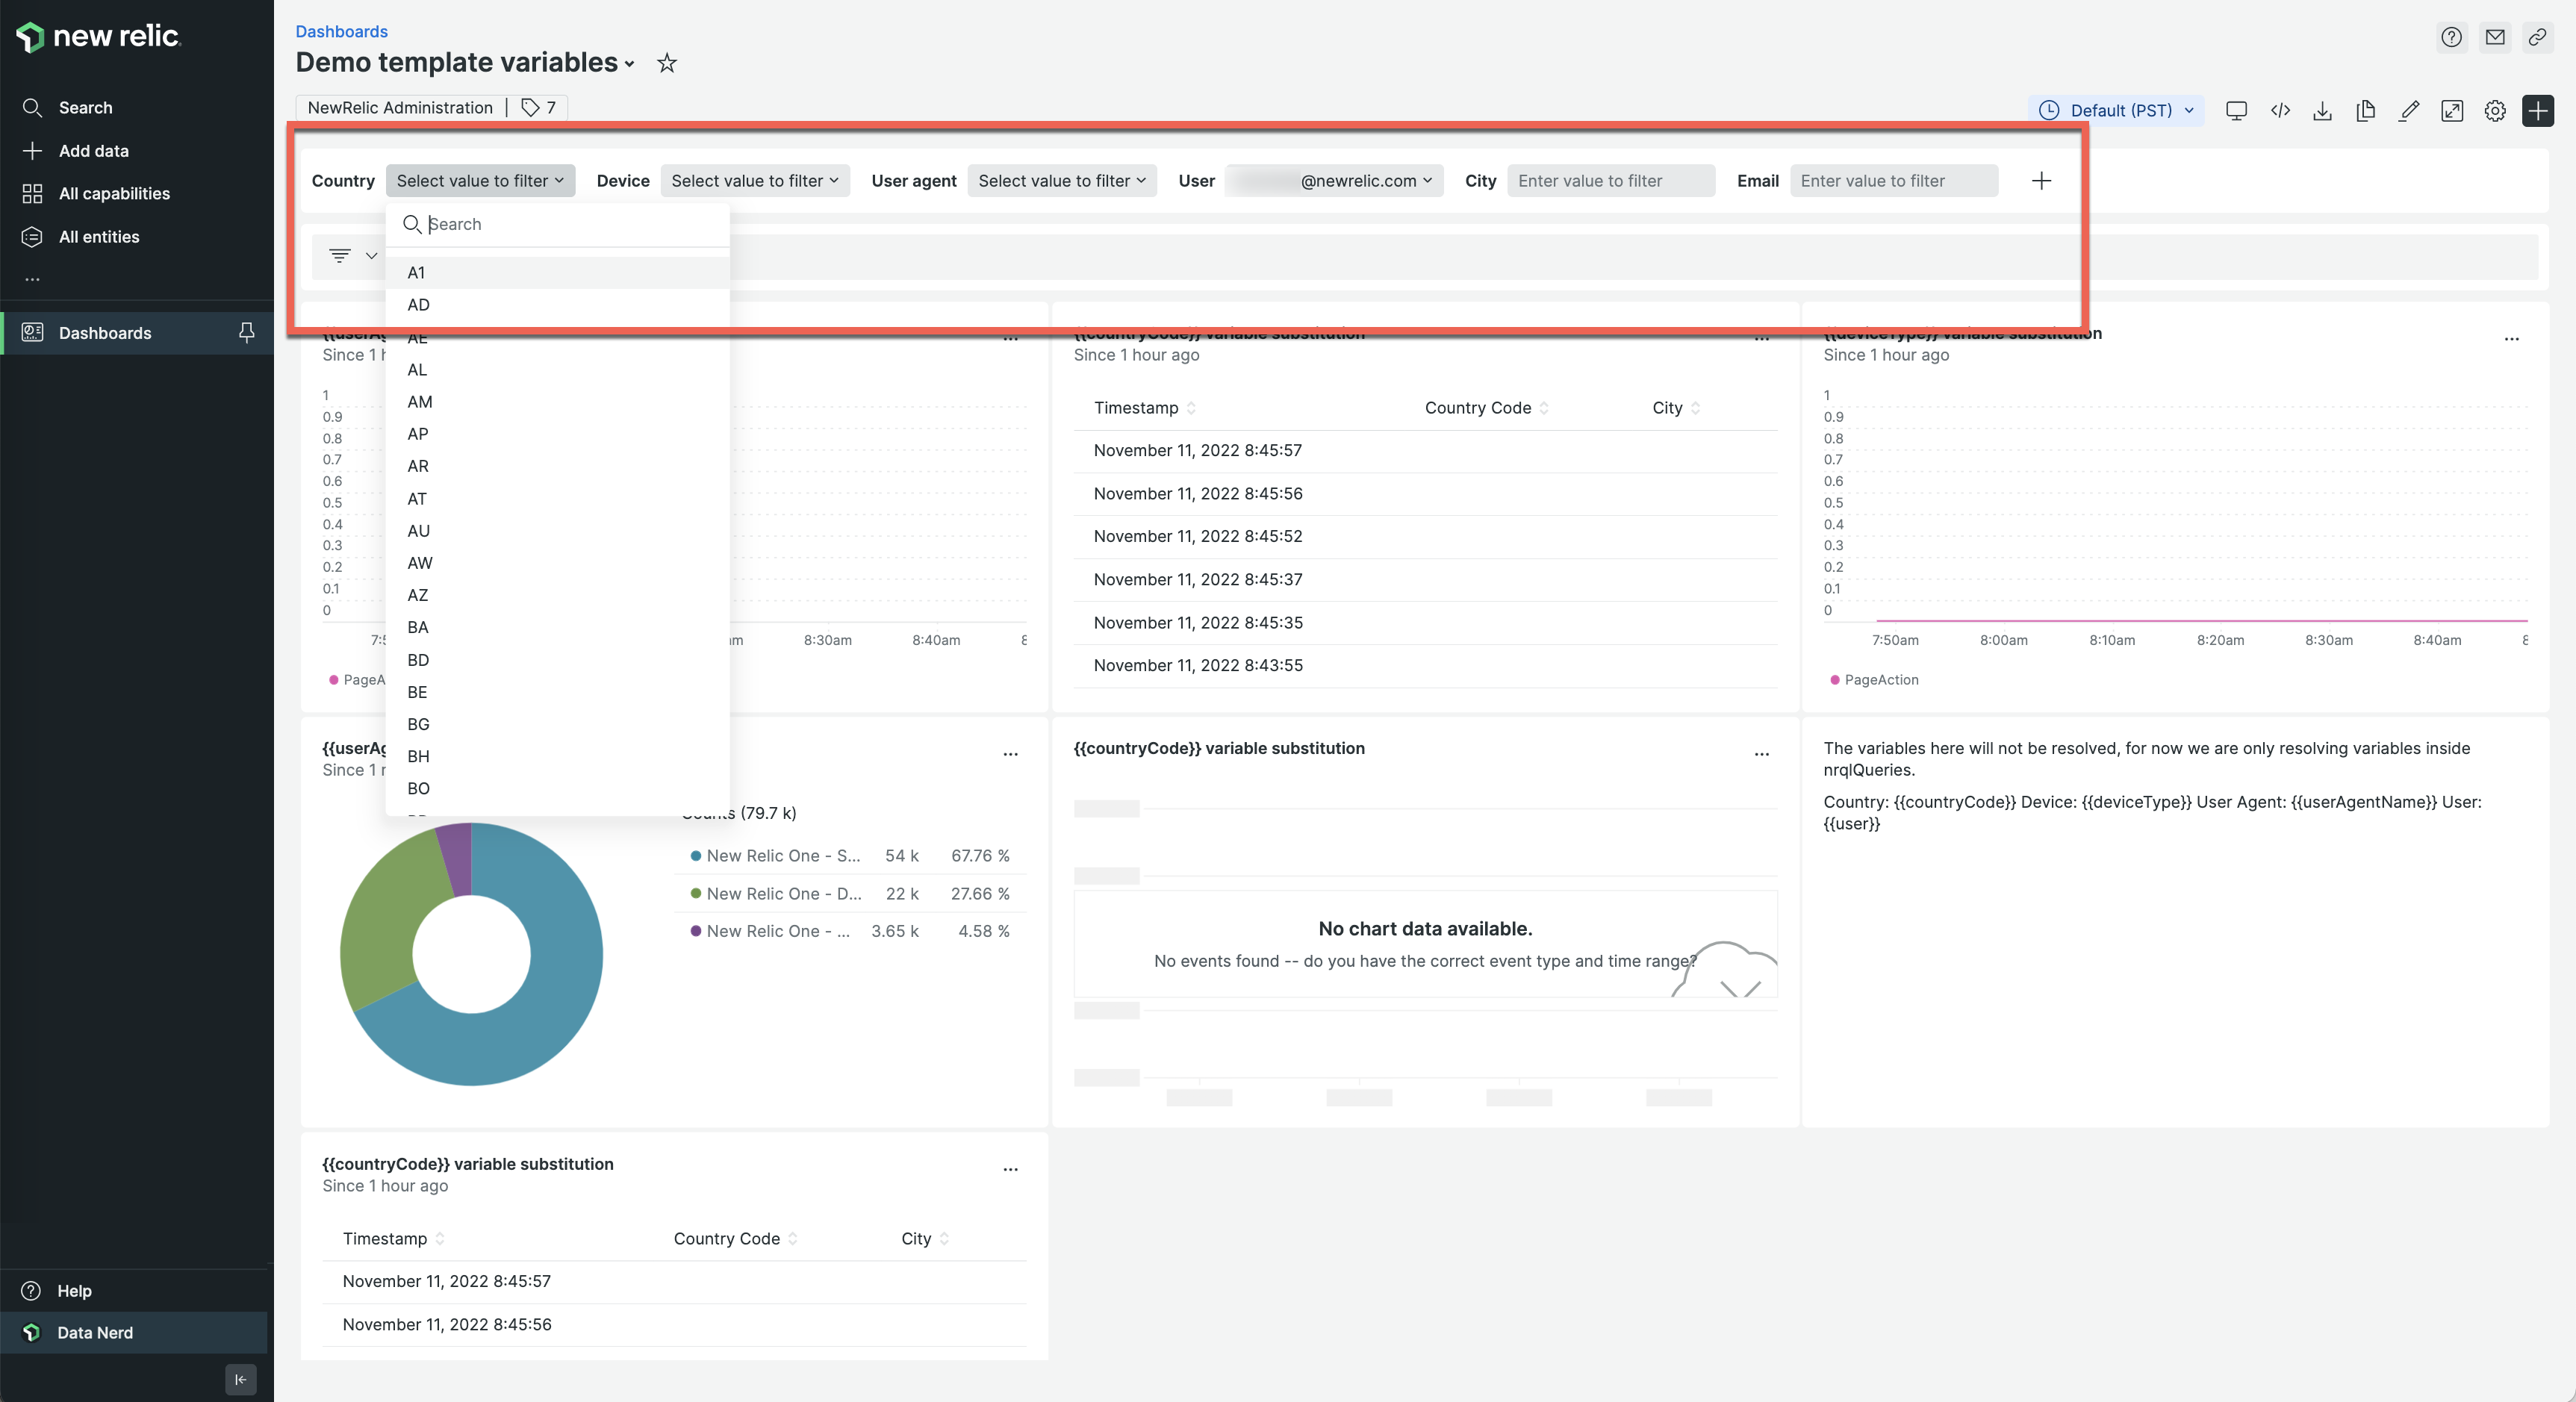 new relic
Search
Add data
All capabilities
All entities
...
Dashboards
Help
Data Nerd
Dashboards
Demo template variables
NewRelic Administration | 7
Default (PST)
Country Select value to filter Device Select value to filter User agent Select value to filter User @newrelic.com City Enter value to filter Email Enter value to filter
Search
A1
AD
AE
AL
AM
AP
AR
AT
AU
AW
AZ
BA
BD
BE
BG
BH
BO
Since 1
1
0.9
0.8
0.7
0.6
0.5
0.4
0.3
0.2
0.1
0
8:30am 8:40am
{{countryCode}} variable substitution
Since 1 hour ago
Timestamp Country Code City
November 11, 2022 8:45:57
November 11, 2022 8:45:56
November 11, 2022 8:45:52
November 11, 2022 8:45:37
November 11, 2022 8:45:35
November 11, 2022 8:43:55
{{deviceType}} variable substitution
Since 1 hour ago
1
0.9
0.8
0.7
0.6
0.5
0.4
0.3
0.2
0.1
0
7:50am 8:00am 8:10am 8:20am 8:30am 8:40am
PageAction
Since 1
(79.7 k)
New Relic One - S... 54 k 67.76 %
New Relic One - D... 22 k 27.66 %
New Relic One - ... 3.65 k 4.58 %
{{countryCode}} variable substitution
No chart data available.
No events found -- do you have the correct event type and time range?
The variables here will not be resolved, for now we are only resolving variables inside
nrqlQueries.
Country: {{countryCode}} Device: {{deviceType}} User Agent: {{userAgentName}} User:
{{user}}
{{countryCode}} variable substitution
Since 1 hour ago
Timestamp Country Code City
November 11, 2022 8:45:57
November 11, 2022 8:45:56